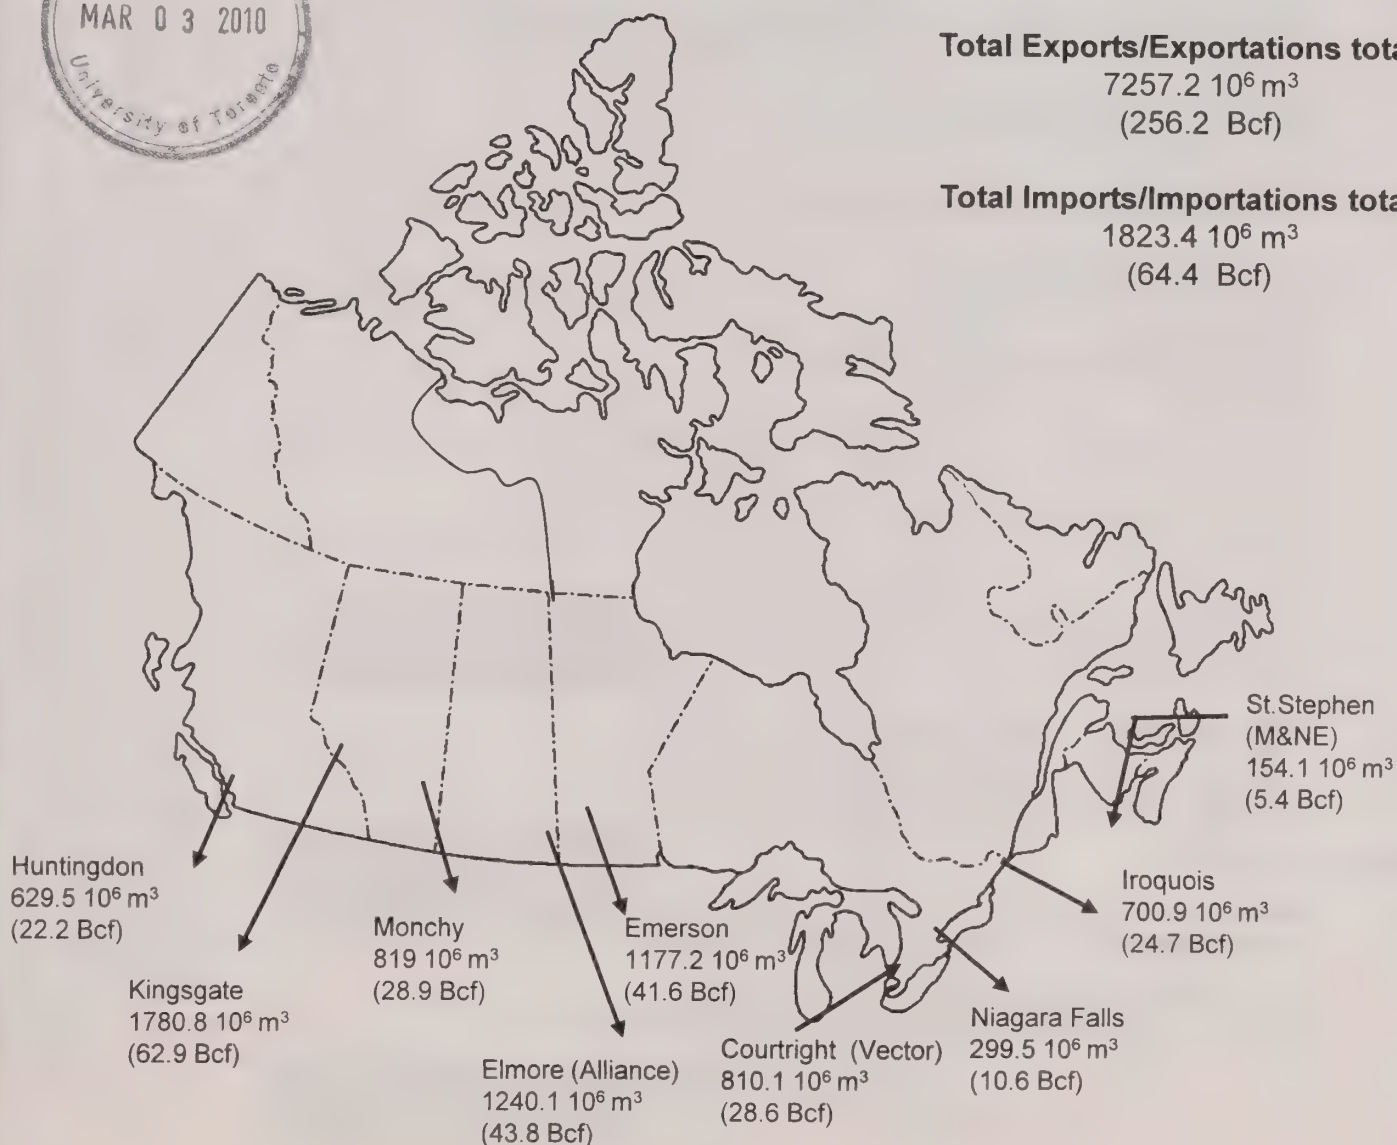 MAR 03 2010
University of Toronto
Total Exports/Exportations tota
7257.2 10⁶ m³
(256.2 Bcf)
Total Imports/Importations tota
1823.4 10⁶ m³
(64.4 Bcf)
St.Stephen
(M&NE)
154.1 10⁶ m³
(5.4 Bcf)
Huntingdon
629.5 10⁶ m³
(22.2 Bcf)
Kingsgate
1780.8 10⁶ m³
(62.9 Bcf)
Monchy
819 10⁶ m³
(28.9 Bcf)
Elmore (Alliance)
1240.1 10⁶ m³
(43.8 Bcf)
Emerson
1177.2 10⁶ m³
(41.6 Bcf)
Courtright (Vector)
810.1 10⁶ m³
(28.6 Bcf)
Niagara Falls
299.5 10⁶ m³
(10.6 Bcf)
Iroquois
700.9 10⁶ m³
(24.7 Bcf)